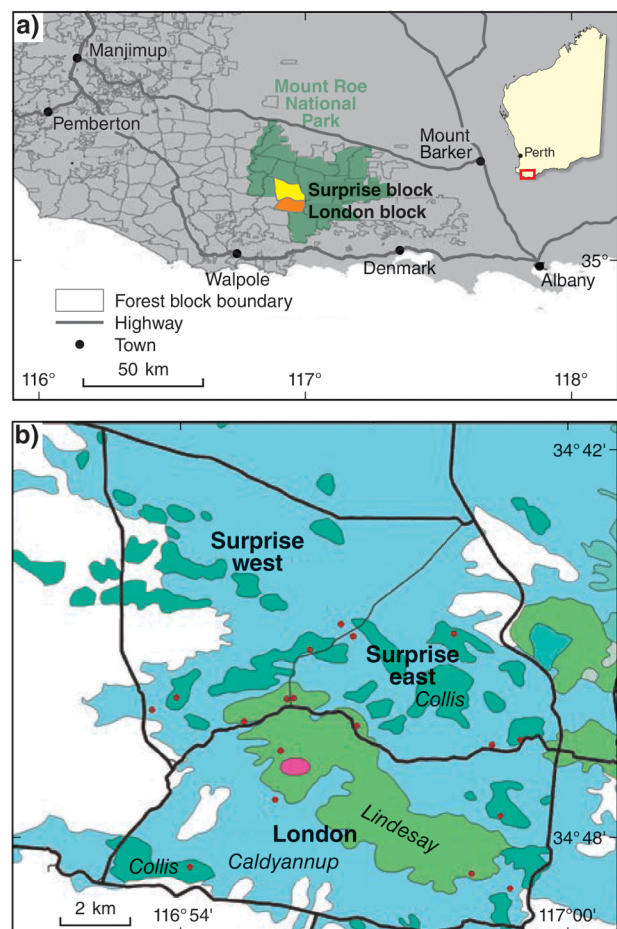 a)
Manjimup
Pemberton
Mount Roe
National
Park
Mount
Barker
Perth
Surprise block
London block
35°
Walpole
Denmark
Albany
Forest block boundary
Highway
Town
50 km
116°
117°
118°
b)
34°42'
Surprise
west
Surprise
east
Collis
Lindesay
London
34°48'
Collis
Caldyannup
2 km
116°54'
117°00'